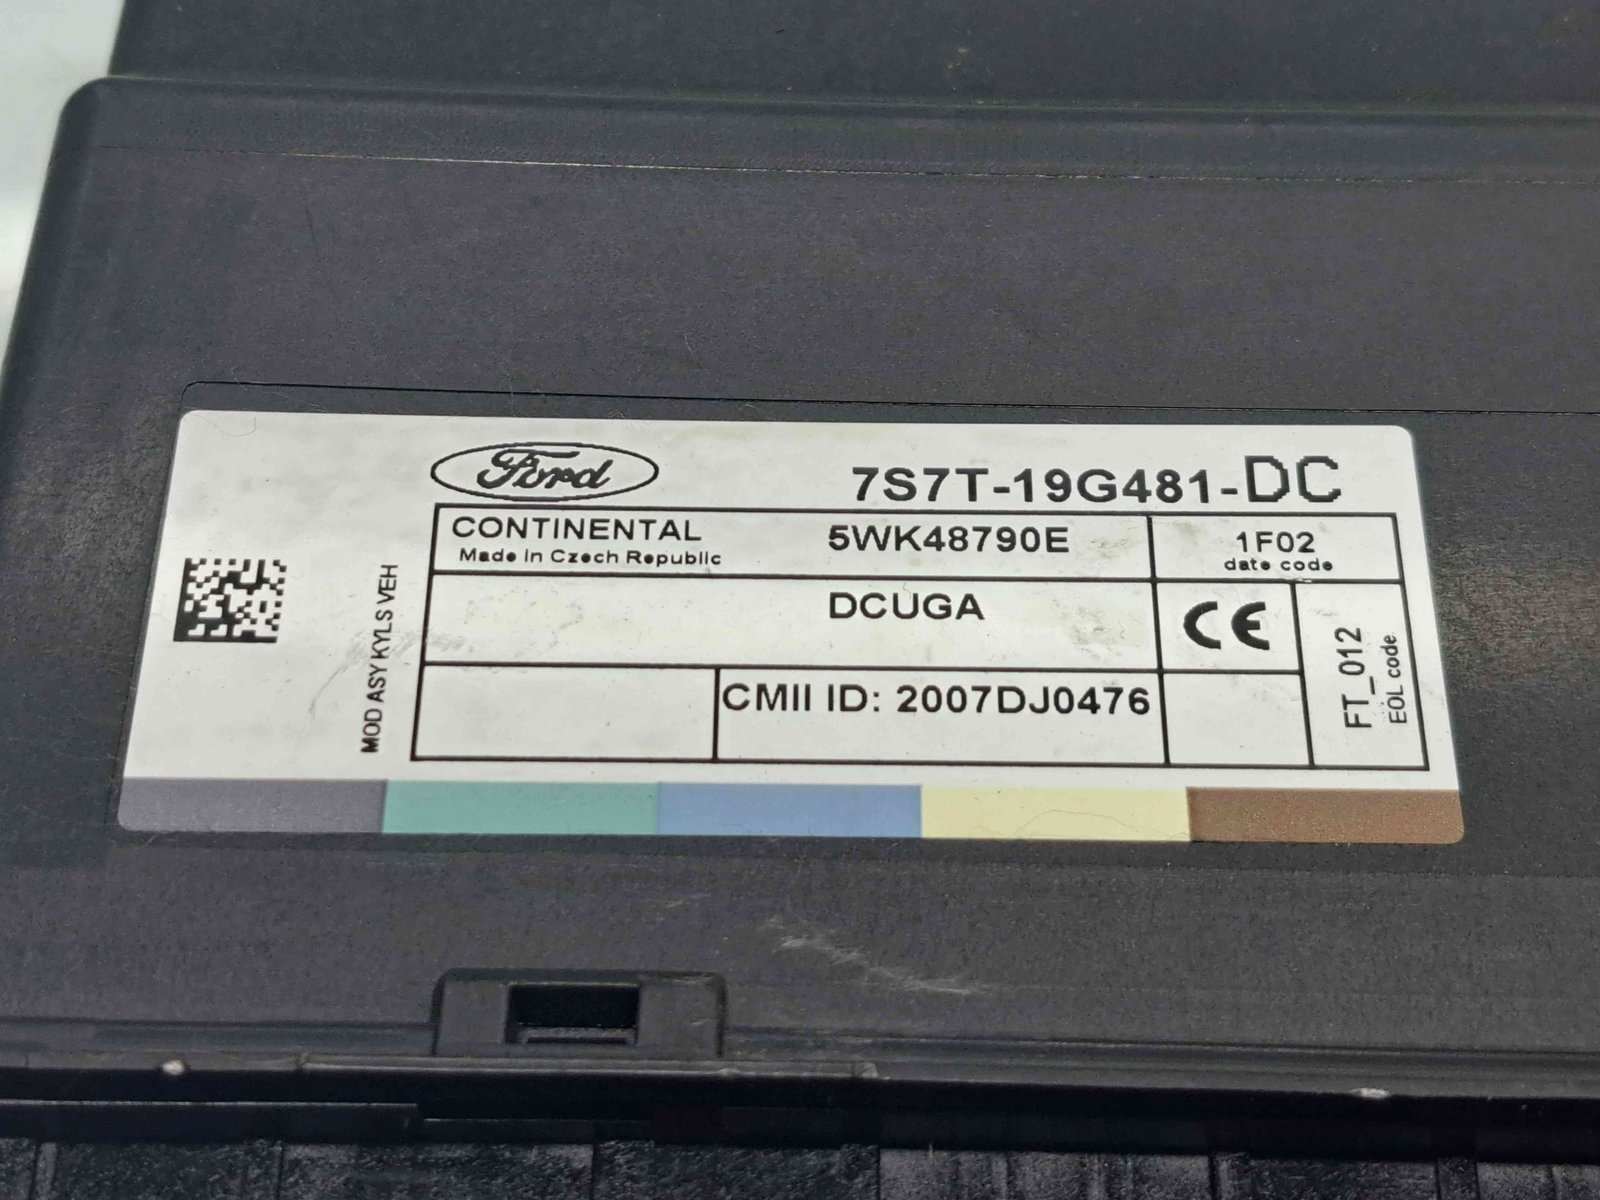 Ford
7S7T-19G481-DC
CONTINENTAL
Made in Czech Republic
5WK48790E
1F02
date code
DCUGA
CE
CMII ID: 2007DJ0476
FT_012
EOL code
MOD ASY KYLS VEH